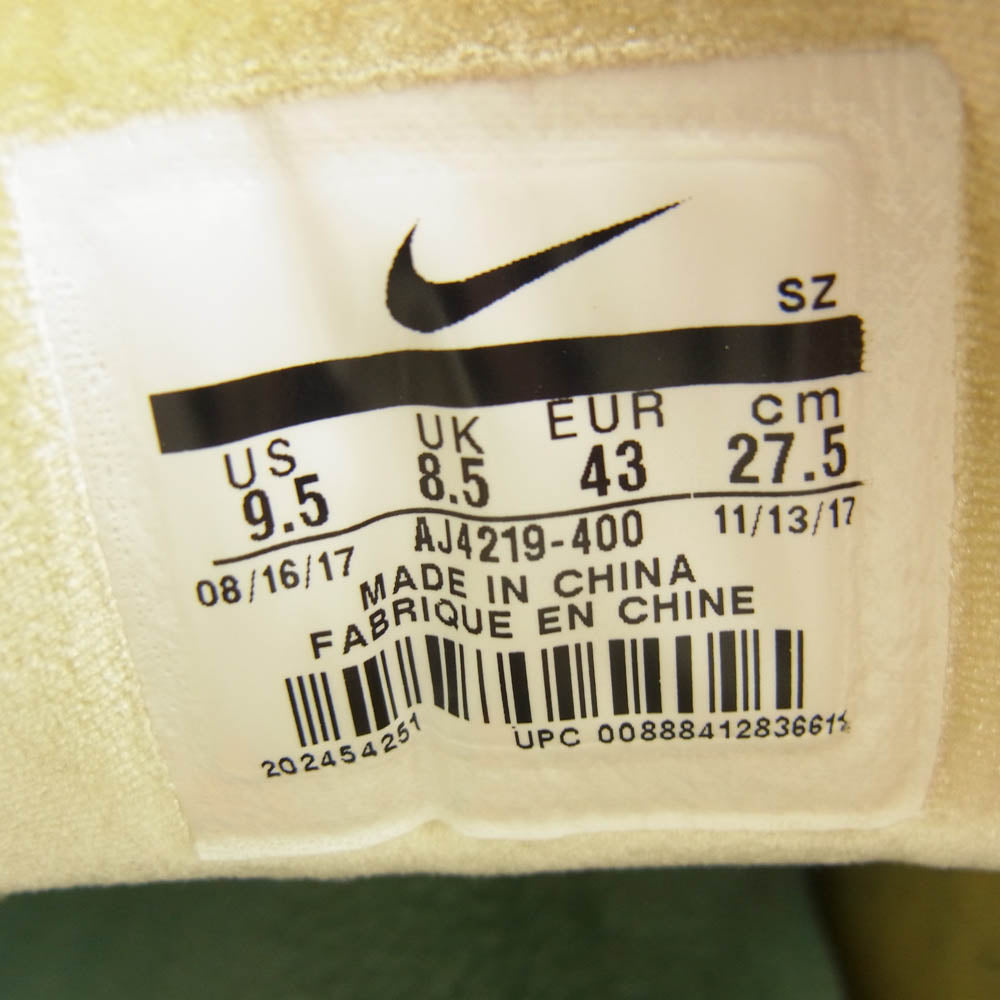 SZ
US UK EUR cm
9.5 8.5 43 27.5
08/16/17 AJ4219-400 11/13/17
MADE IN CHINA
FABRIQUE EN CHINE
202454251 UPC